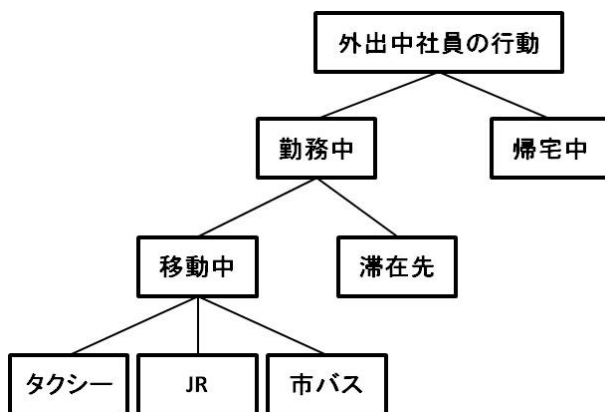 外出中社員の行動
勤務中
帰宅中
移動中
滞在先
タクシー
JR
市バス